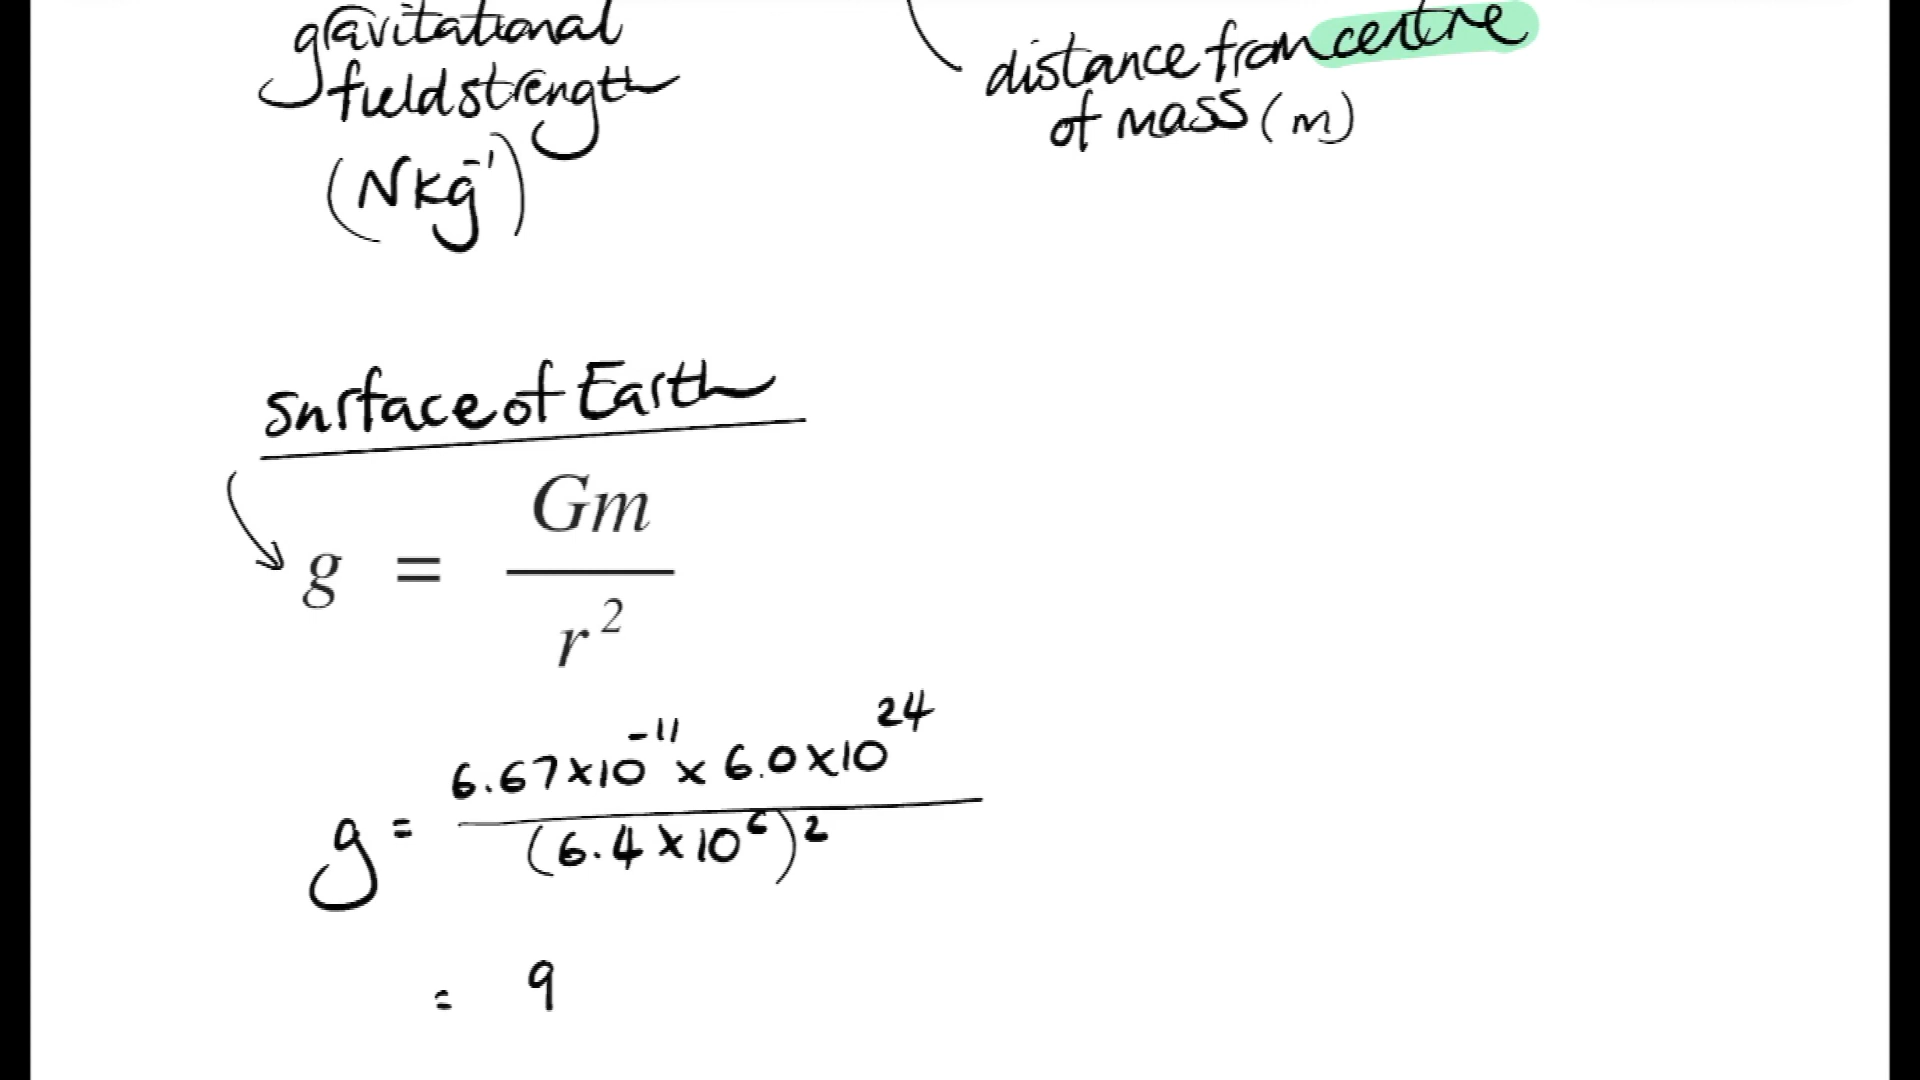 gravitational
field strength
(Nkg⁻¹)
distance from centre
of mass (m)
surface of Earth
g = Gm / r²
g = 6.67×10⁻¹¹ × 6.0×10²⁴ / (6.4×10⁶)²
= 9